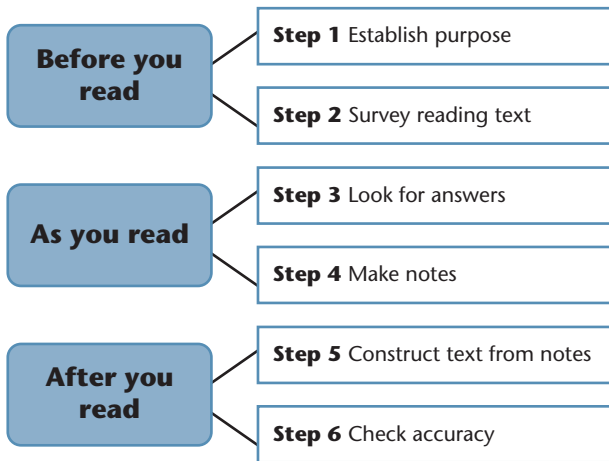 Before you
read
Step 1 Establish purpose
Step 2 Survey reading text
As you read
Step 3 Look for answers
Step 4 Make notes
After you
read
Step 5 Construct text from notes
Step 6 Check accuracy